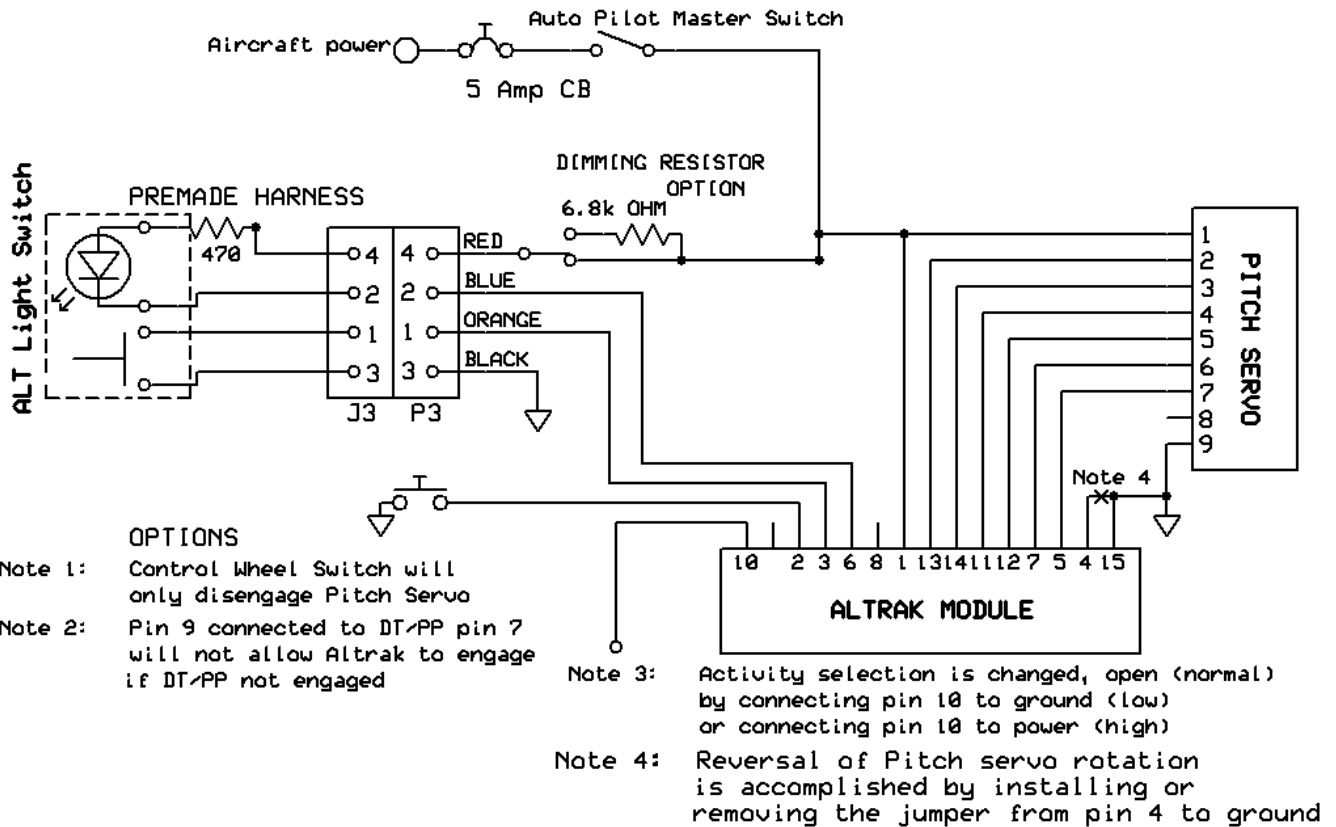 Auto Pilot Master Switch
Aircraft power
5 Amp CB
DIMMING RESISTOR
OPTION
6.8k OHM
PREMADE HARNESS
ALT Light Switch
470
4 4 RED
2 2 BLUE
1 1 ORANGE
3 3 BLACK
J3 P3
1
2
3
4
5
6
7
8
9
PITCH SERVO
Note 4
10 2 3 6 8 1 13 14 11 12 7 5 4 15
ALTRAK MODULE
OPTIONS
Note 1: Control Wheel Switch will
only disengage Pitch Servo
Note 2: Pin 9 connected to DT/PP pin 7
will not allow Altrak to engage
if DT/PP not engaged
Note 3: Activity selection is changed, open (normal)
by connecting pin 10 to ground (low)
or connecting pin 10 to power (high)
Note 4: Reversal of Pitch servo rotation
is accomplished by installing or
removing the jumper from pin 4 to ground